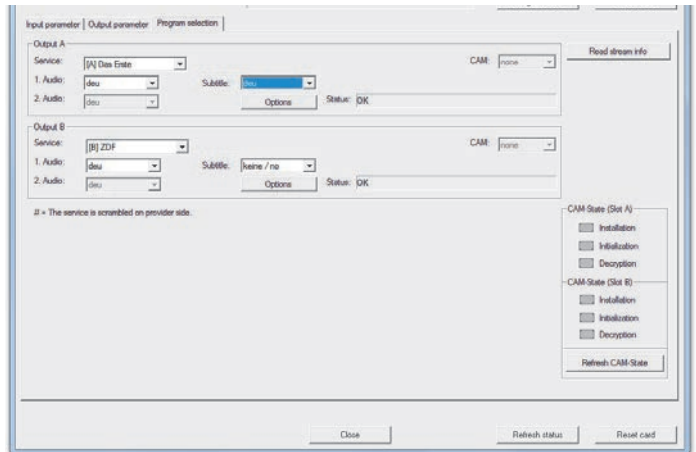 Input parameter | Output parameter | Program selection
Output A
Service: [A] Das Erste CAM: none
Read stream info
1. Audio: deu Subtitle: deu
2. Audio: deu Options Status: OK
Output B
Service: [B] ZDF CAM: none
1. Audio: deu Subtitle: keine / no
2. Audio: deu Options Status: OK
# = The service is scrambled on provider side.
CAM-State (Slot A)
Installation
Initialization
Decryption
CAM-State (Slot B)
Installation
Initialization
Decryption
Refresh CAM-State
Close Refresh status Reset card